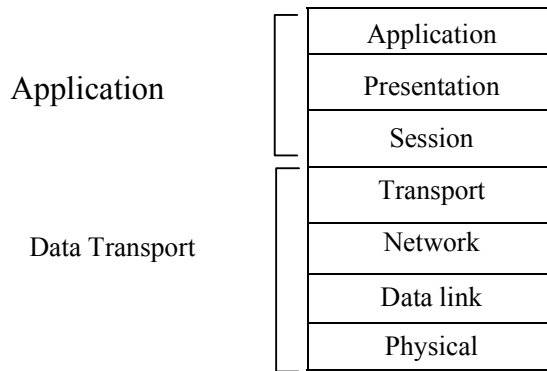 Application
Presentation
Application
Session
Transport
Data Transport
Network
Data link
Physical